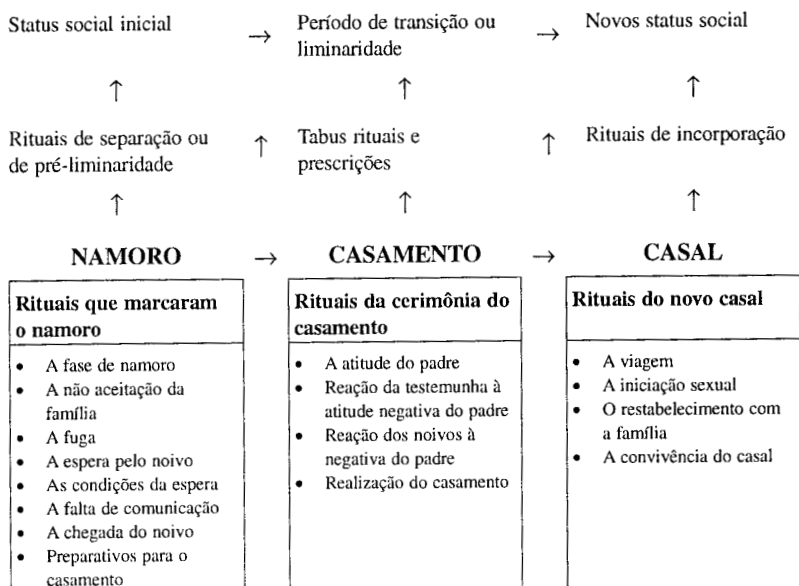 Status social inicial → Período de transição ou liminaridade → Novos status social
↑ ↑ ↑
Rituais de separação ou de pré-liminaridade ↑ Tabus rituais e prescrições ↑ Rituais de incorporação
↑ ↑ ↑
NAMORO → CASAMENTO → CASAL
Rituais que marcaram
o namoro
• A fase de namoro
• A não aceitação da
família
• A fuga
• A espera pelo noivo
• As condições da espera
• A falta de comunicação
• A chegada do noivo
• Preparativos para o
casamento
Rituais da cerimônia do
casamento
• A atitude do padre
• Reação da testemunha à
atitude negativa do padre
• Reação dos noivos à
negativa do padre
• Realização do casamento
Rituais do novo casal
• A viagem
• A iniciação sexual
• O restabelecimento com
a família
• A convivência do casal